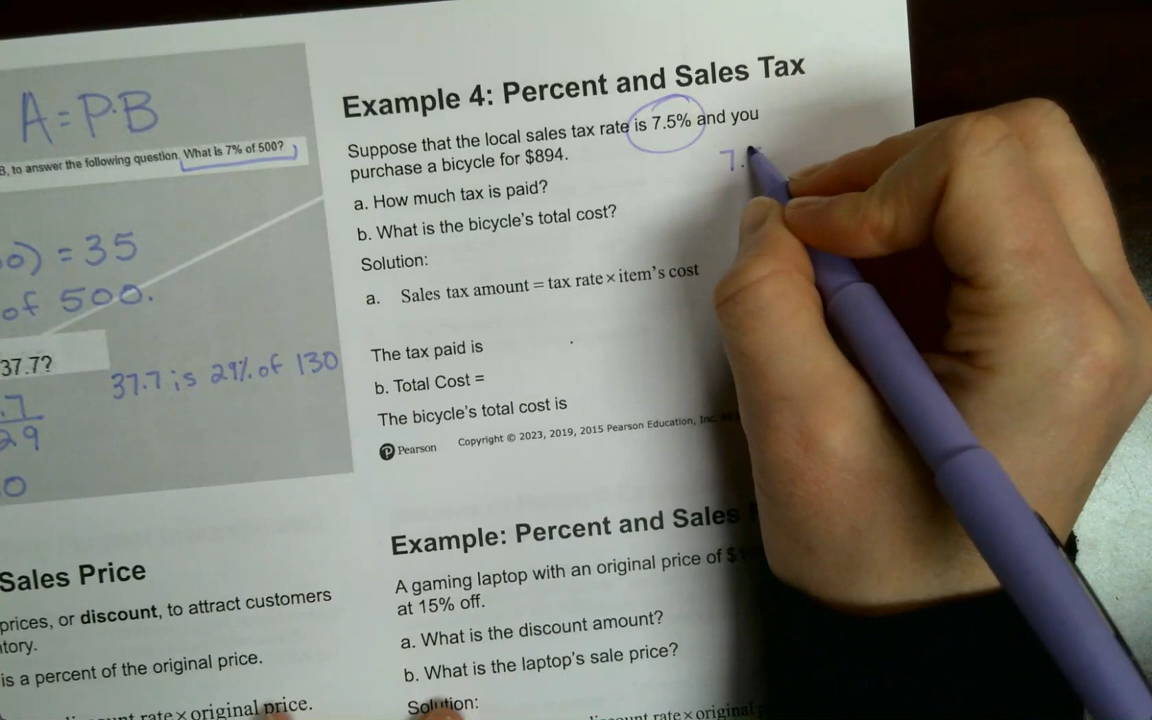 A = P·B
B, to answer the following question. What is 7% of 500?
= 35
of 500.
37.7?
37.7 is 29% of 130
.7
29
Example 4: Percent and Sales Tax
Suppose that the local sales tax rate is 7.5% and you
purchase a bicycle for $894.
7.
a. How much tax is paid?
b. What is the bicycle's total cost?
Solution:
a. Sales tax amount = tax rate × item's cost
The tax paid is
b. Total Cost =
The bicycle's total cost is
Pearson Copyright © 2023, 2019, 2015 Pearson Education, Inc.
Sales Price
prices, or discount, to attract customers
is a percent of the original price.
rate × original price.
Example: Percent and Sales
A gaming laptop with an original price of $
at 15% off.
a. What is the discount amount?
b. What is the laptop's sale price?
Solution:
rate × original